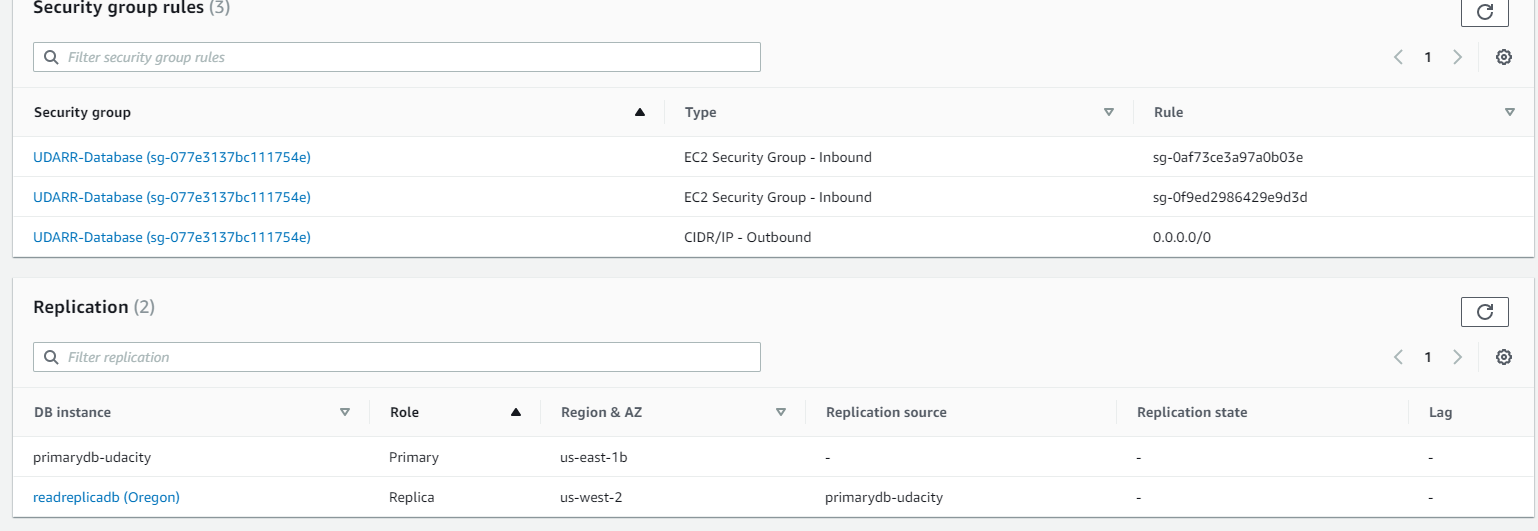 Security group rules (3)
Filter security group rules
1
Security group Type Rule
UDARR-Database (sg-077e3137bc111754e) EC2 Security Group - Inbound sg-0af73ce3a97a0b03e
UDARR-Database (sg-077e3137bc111754e) EC2 Security Group - Inbound sg-0f9ed2986429e9d3d
UDARR-Database (sg-077e3137bc111754e) CIDR/IP - Outbound 0.0.0.0/0
Replication (2)
Filter replication
1
DB instance Role Region & AZ Replication source Replication state Lag
primarydb-udacity Primary us-east-1b - - -
readreplicadb (Oregon) Replica us-west-2 primarydb-udacity - -